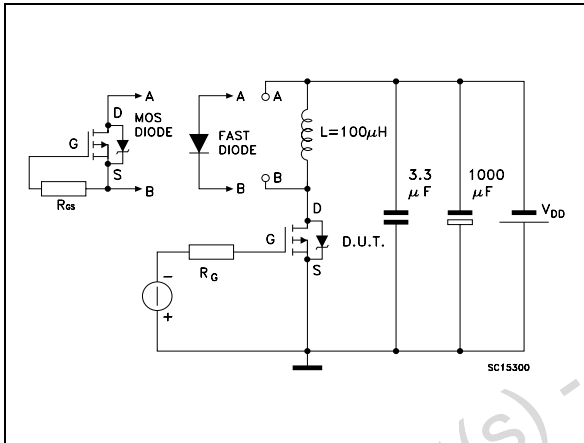 A
D MOS
DIODE
G
S
B
RGS
A
FAST
DIODE
B
A
L=100μH
B
D
G
D.U.T.
S
RG
-
+
3.3
μF
1000
μF
VDD
SC15300
(s) -